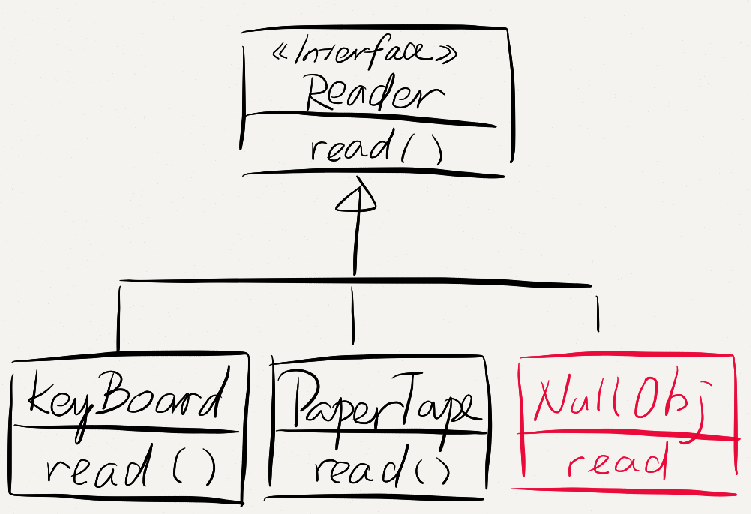 «Interface»
Reader
read()
KeyBoard
read()
PaperTape
read()
NullObj
read